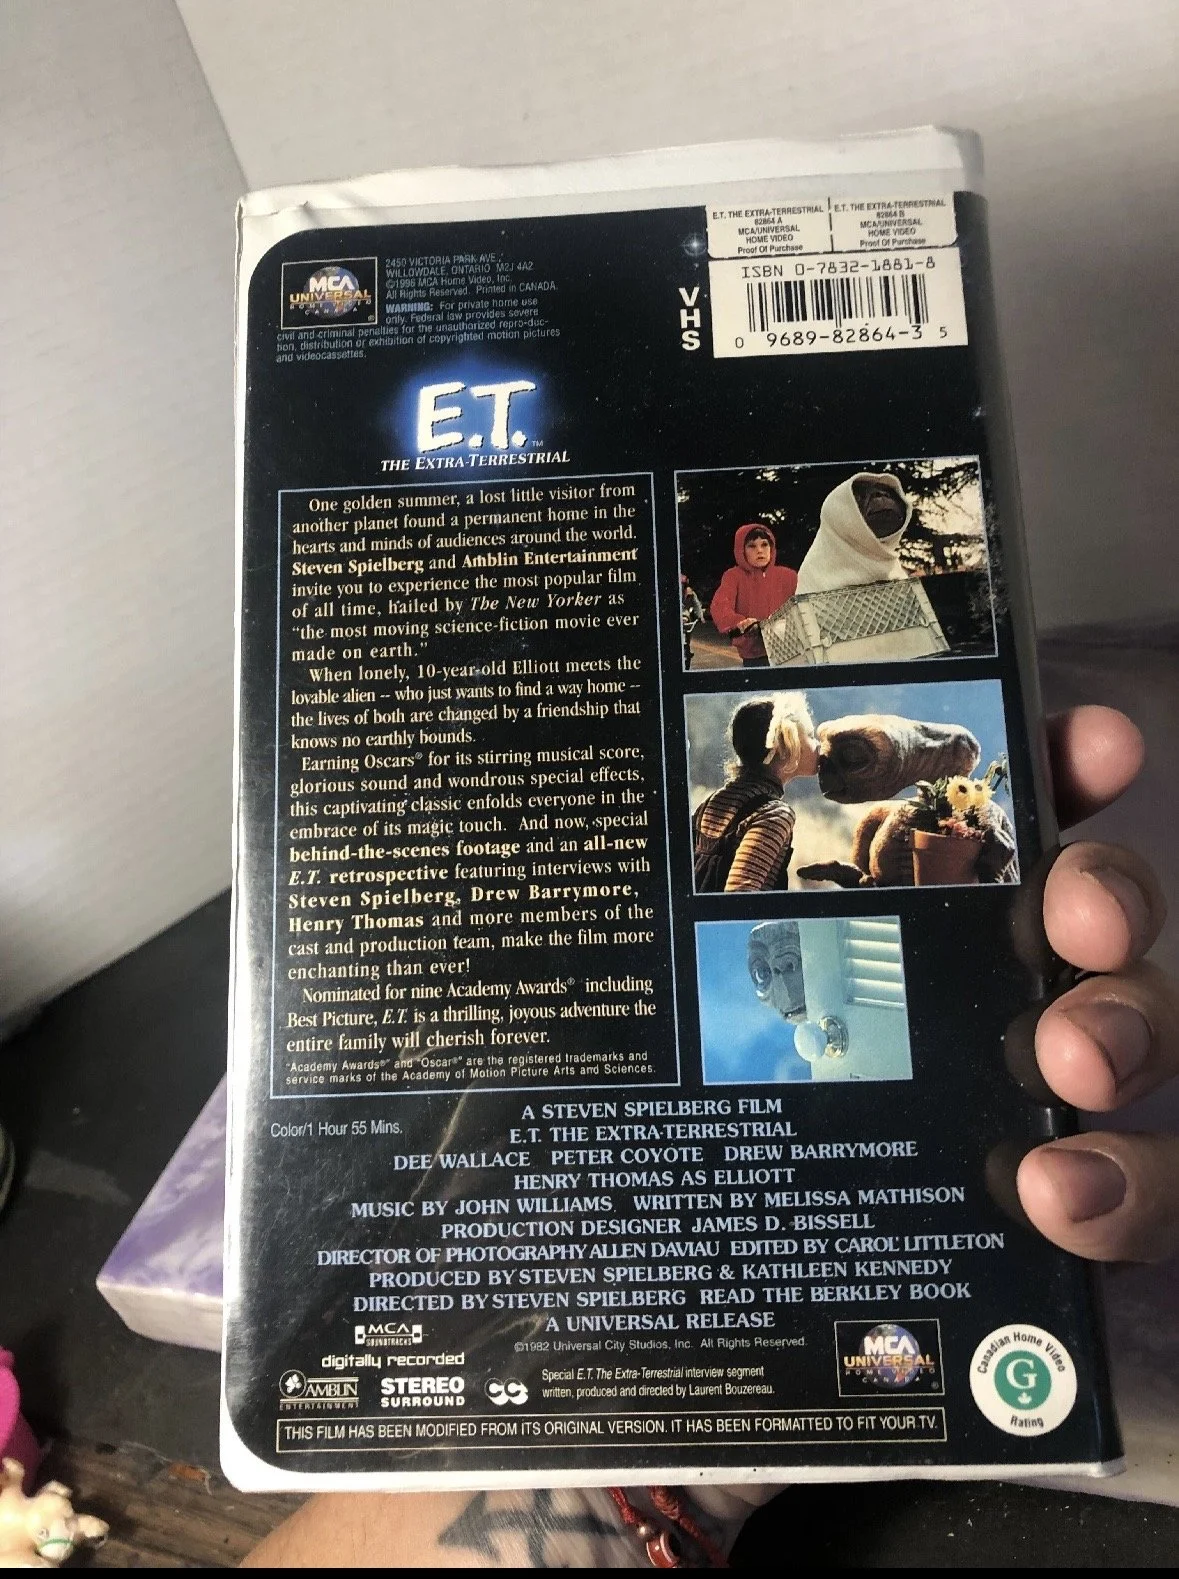 E.T. THE EXTRA-TERRESTRIAL
82864 A
MCA/UNIVERSAL
HOME VIDEO
Proof Of Purchase
E.T. THE EXTRA-TERRESTRIAL
82864 B
MCA/UNIVERSAL
HOME VIDEO
Proof Of Purchase
ISBN 0-7832-1881-8
0 9689-82864-3 5
VHS
MCA
UNIVERSAL
HOME VIDEO
CANADA
2450 VICTORIA PARK AVE.,
WILLOWDALE, ONTARIO M2J 4A2
©1996 MCA Home Video, Inc.
All Rights Reserved. Printed in CANADA.
WARNING: For private home use
only. Federal law provides severe
civil and criminal penalties for the unauthorized repro-duc-
tion, distribution or exhibition of copyrighted motion pictures
and videocassettes.
E.T.™
THE EXTRA-TERRESTRIAL
One golden summer, a lost little visitor from
another planet found a permanent home in the
hearts and minds of audiences around the world.
Steven Spielberg and Amblin Entertainment
invite you to experience the most popular film
of all time, hailed by The New Yorker as
“the most moving science-fiction movie ever
made on earth.”
When lonely, 10-year-old Elliott meets the
lovable alien -- who just wants to find a way home --
the lives of both are changed by a friendship that
knows no earthly bounds.
Earning Oscars® for its stirring musical score,
glorious sound and wondrous special effects,
this captivating classic enfolds everyone in the
embrace of its magic touch. And now, special
behind-the-scenes footage and an all-new
E.T. retrospective featuring interviews with
Steven Spielberg, Drew Barrymore,
Henry Thomas and more members of the
cast and production team, make the film more
enchanting than ever!
Nominated for nine Academy Awards® including
Best Picture, E.T. is a thrilling, joyous adventure the
entire family will cherish forever.
"Academy Awards®" and "Oscar®" are the registered trademarks and
service marks of the Academy of Motion Picture Arts and Sciences.
Color/1 Hour 55 Mins.
A STEVEN SPIELBERG FILM
E.T. THE EXTRA-TERRESTRIAL
DEE WALLACE PETER COYOTE DREW BARRYMORE
HENRY THOMAS AS ELLIOTT
MUSIC BY JOHN WILLIAMS WRITTEN BY MELISSA MATHISON
PRODUCTION DESIGNER JAMES D. BISSELL
DIRECTOR OF PHOTOGRAPHY ALLEN DAVIAU EDITED BY CAROL LITTLETON
PRODUCED BY STEVEN SPIELBERG & KATHLEEN KENNEDY
DIRECTED BY STEVEN SPIELBERG READ THE BERKLEY BOOK
A UNIVERSAL RELEASE
MCA
SOUNDTRACKS
©1982 Universal City Studios, Inc. All Rights Reserved.
digitally recorded
AMBLIN
ENTERTAINMENT
STEREO
SURROUND
CC
Special E.T. The Extra-Terrestrial interview segment
written, produced and directed by Laurent Bouzereau.
MCA
UNIVERSAL
HOME VIDEO
CANADA
Canadian Home Video
G
Rating
THIS FILM HAS BEEN MODIFIED FROM ITS ORIGINAL VERSION. IT HAS BEEN FORMATTED TO FIT YOUR TV.